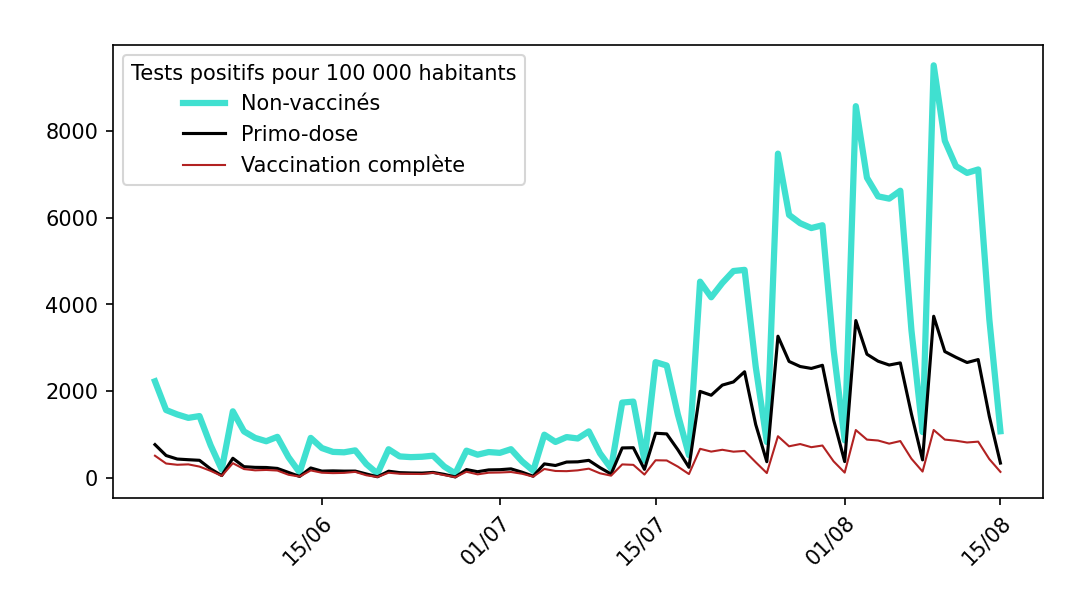 Tests positifs pour 100 000 habitants
Non-vaccinés
Primo-dose
Vaccination complète
8000
6000
4000
2000
0
15/06
01/07
15/07
01/08
15/08